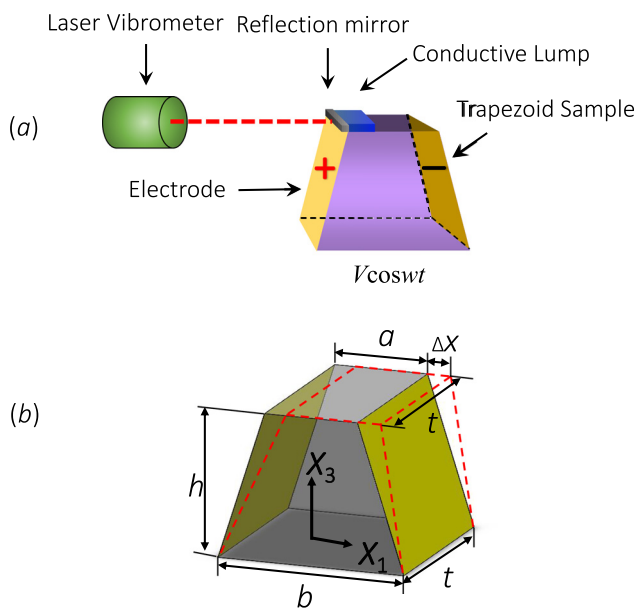 Laser Vibrometer
Reflection mirror
Conductive Lump
(a)
Trapezoid Sample
+
−
Electrode
Vcoswt
(b)
a
ΔX
t
h
X3
X1
b
t